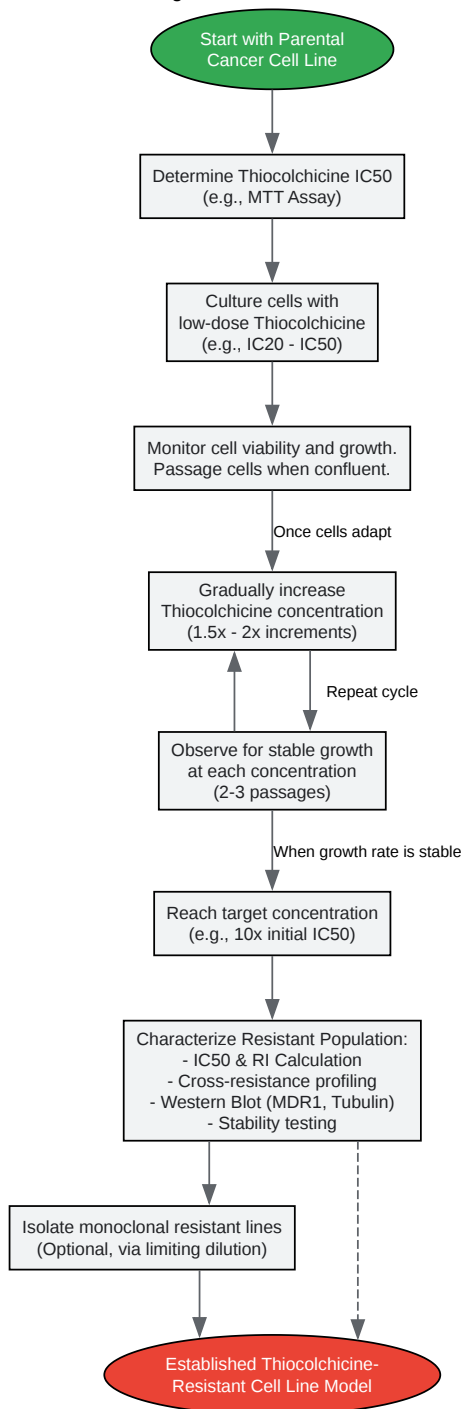 Start with Parental
Cancer Cell Line
Determine Thiocolchicine IC50
(e.g., MTT Assay)
Culture cells with
low-dose Thiocolchicine
(e.g., IC20 - IC50)
Monitor cell viability and growth.
Passage cells when confluent.
Once cells adapt
Gradually increase
Thiocolchicine concentration
(1.5x - 2x increments)
Repeat cycle
Observe for stable growth
at each concentration
(2-3 passages)
When growth rate is stable
Reach target concentration
(e.g., 10x initial IC50)
Characterize Resistant Population:
- IC50 & RI Calculation
- Cross-resistance profiling
- Western Blot (MDR1, Tubulin)
- Stability testing
Isolate monoclonal resistant lines
(Optional, via limiting dilution)
Established Thiocolchicine-
Resistant Cell Line Model